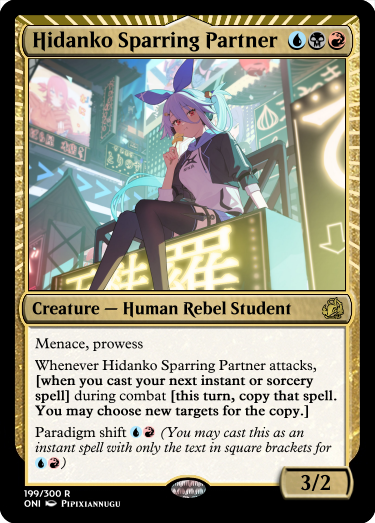 Hidanko Sparring Partner
Creature — Human Rebel Student
Menace, prowess
Whenever Hidanko Sparring Partner attacks,
[when you cast your next instant or sorcery
spell] during combat [this turn, copy that spell.
You may choose new targets for the copy.]
Paradigm shift (You may cast this as an
instant spell with only the text in square brackets for
)
3/2
199/300 R
ONI PIPIXIANNUGU